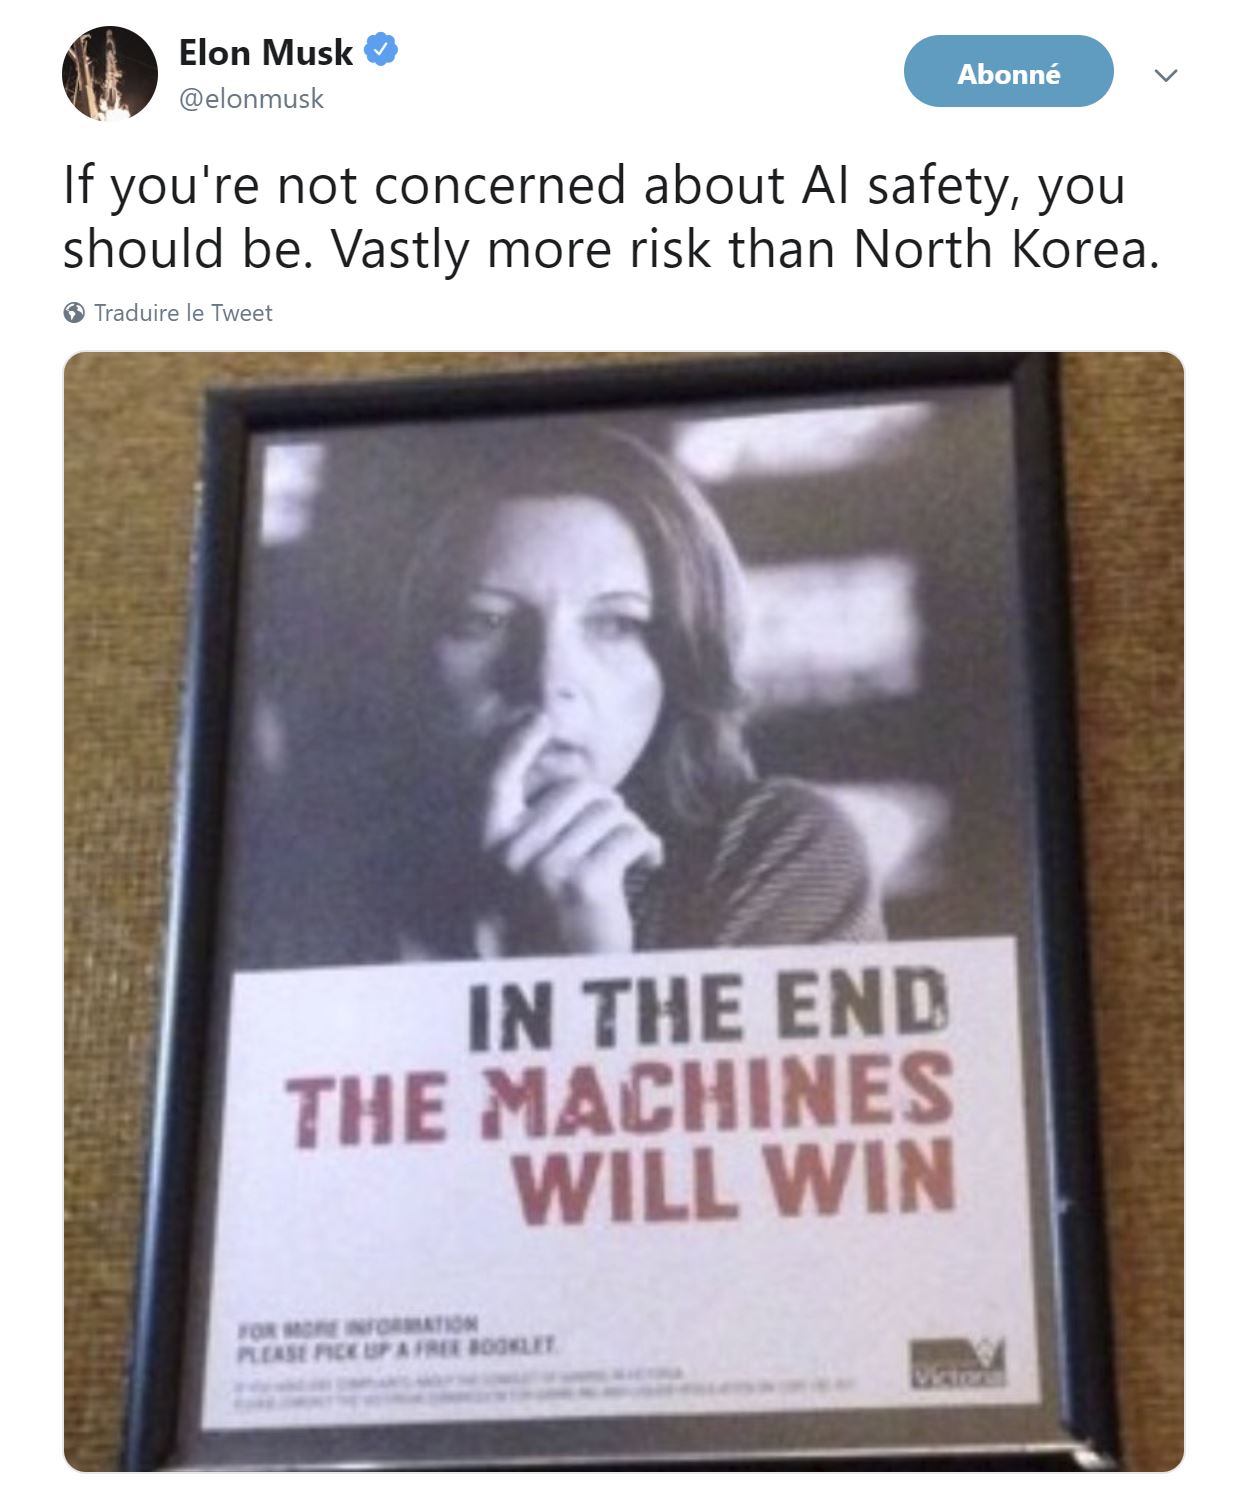 Elon Musk
@elonmusk
Abonné
If you're not concerned about AI safety, you
should be. Vastly more risk than North Korea.
Traduire le Tweet
IN THE END
THE MACHINES
WILL WIN
FOR MORE INFORMATION
PLEASE PICK UP A FREE BOOKLET.
Victoria